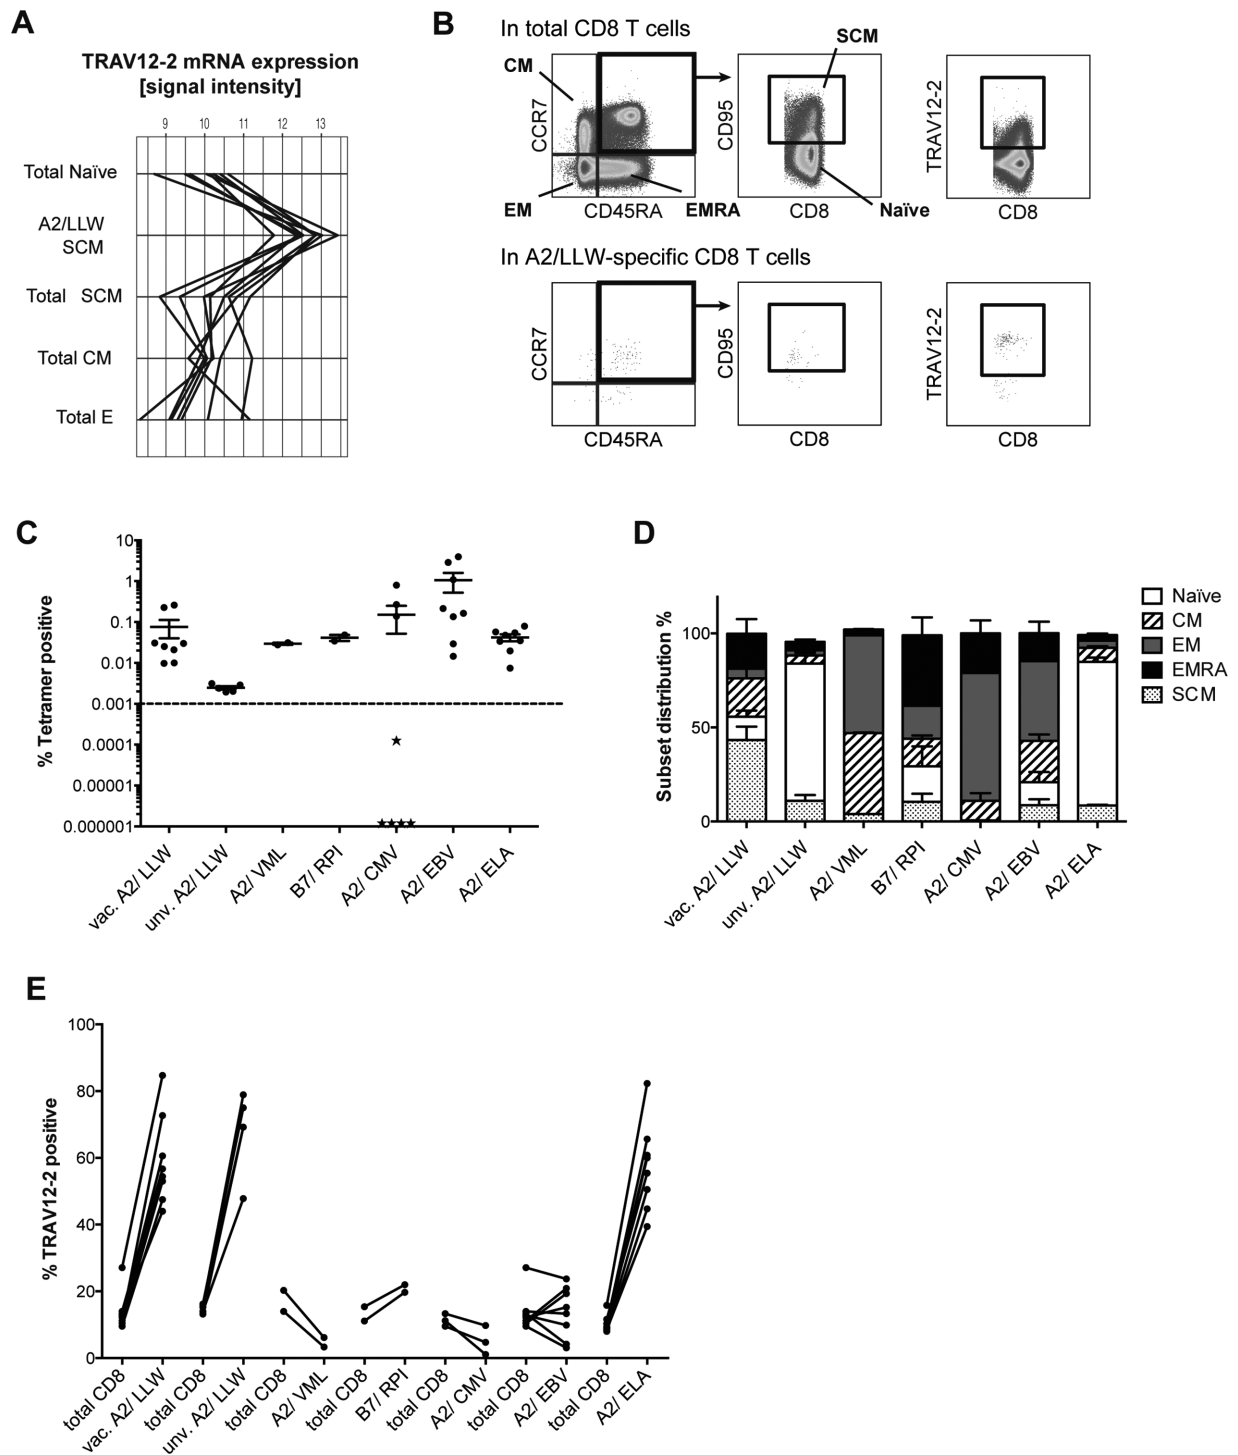 A
TRAV12-2 mRNA expression
[signal intensity]
9 10 11 12 13
Total Naïve
A2/LLW
SCM
Total SCM
Total CM
Total E
B
In total CD8 T cells
CM
SCM
CCR7
CD95
TRAV12-2
EM
CD45RA
EMRA
CD8
Naïve
CD8
In A2/LLW-specific CD8 T cells
CCR7
CD95
TRAV12-2
CD45RA
CD8
CD8
C
% Tetramer positive
10
1
0.1
0.01
0.001
0.0001
0.00001
0.000001
vac. A2/ LLW
unv. A2/ LLW
A2/ VML
B7/ RPI
A2/ CMV
A2/ EBV
A2/ ELA
D
Subset distribution %
100
50
0
vac. A2/ LLW
unv. A2/ LLW
A2/ VML
B7/ RPI
A2/ CMV
A2/ EBV
A2/ ELA
Naïve
CM
EM
EMRA
SCM
E
% TRAV12-2 positive
100
80
60
40
20
0
total CD8
vac. A2/ LLW
total CD8
unv. A2/ LLW
total CD8
A2/ VML
total CD8
B7/ RPI
total CD8
A2/ CMV
total CD8
A2/ EBV
total CD8
A2/ ELA